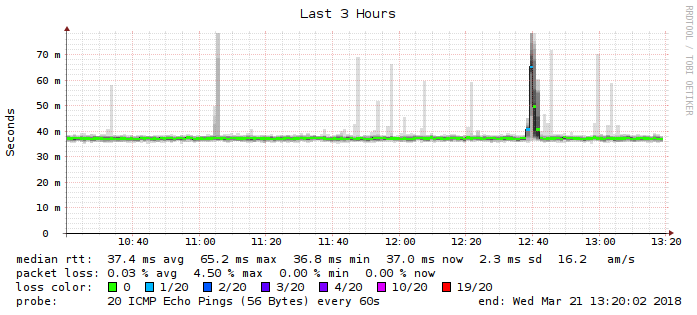 Last 3 Hours
RRDTOOL / TOBI OETIKER
Seconds
70 m
60 m
50 m
40 m
30 m
20 m
10 m
0
10:40 11:00 11:20 11:40 12:00 12:20 12:40 13:00 13:20
median rtt: 37.4 ms avg 65.2 ms max 36.8 ms min 37.0 ms now 2.3 ms sd 16.2 am/s
packet loss: 0.03 % avg 4.50 % max 0.00 % min 0.00 % now
loss color: 0 1/20 2/20 3/20 4/20 10/20 19/20
probe: 20 ICMP Echo Pings (56 Bytes) every 60s end: Wed Mar 21 13:20:02 2018